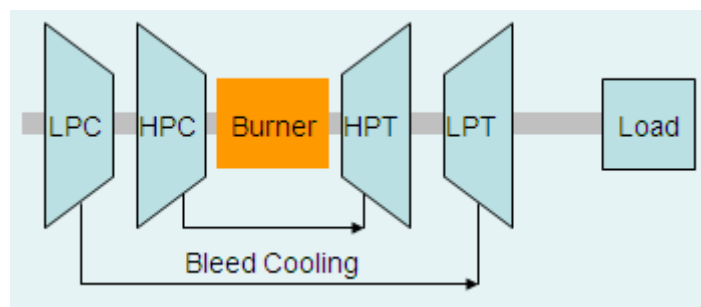 LPC
HPC
Burner
HPT
LPT
Load
Bleed Cooling